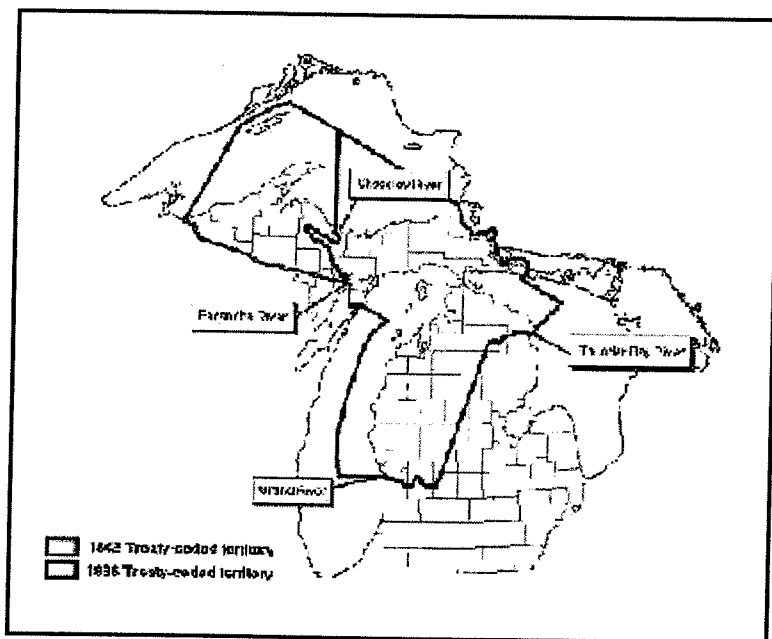 Chocolay River
Escanaba River
Thunder Bay River
Grand River
1842 Treaty-ceded territory
1836 Treaty-ceded territory